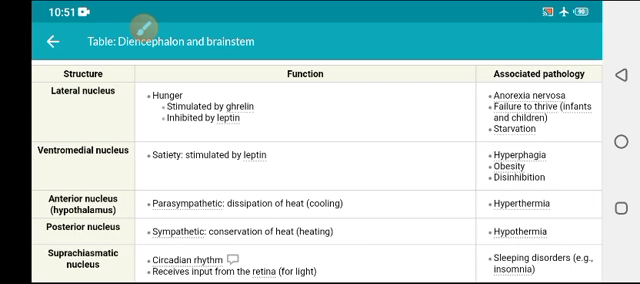 10:51
90
Table: Diencephalon and brainstem
Structure Function Associated pathology
Lateral nucleus
• Hunger
Stimulated by ghrelin
Inhibited by leptin
• Anorexia nervosa
• Failure to thrive (infants
and children)
• Starvation
Ventromedial nucleus
• Satiety: stimulated by leptin
• Hyperphagia
• Obesity
• Disinhibition
Anterior nucleus
(hypothalamus)
• Parasympathetic: dissipation of heat (cooling)
• Hyperthermia
Posterior nucleus
• Sympathetic: conservation of heat (heating)
• Hypothermia
Suprachiasmatic
nucleus
• Circadian rhythm
• Receives input from the retina (for light)
• Sleeping disorders (e.g.,
insomnia)